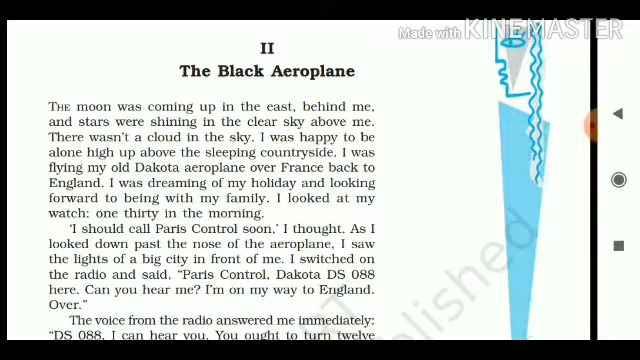 Made with KINEMASTER
II
The Black Aeroplane
THE moon was coming up in the east, behind me,
and stars were shining in the clear sky above me.
There wasn't a cloud in the sky. I was happy to be
alone high up above the sleeping countryside. I was
flying my old Dakota aeroplane over France back to
England. I was dreaming of my holiday and looking
forward to being with my family. I looked at my
watch: one thirty in the morning.
'I should call Paris Control soon,' I thought. As I
looked down past the nose of the aeroplane, I saw
the lights of a big city in front of me. I switched on
the radio and said, “Paris Control, Dakota DS 088
here. Can you hear me? I'm on my way to England.
Over.”
The voice from the radio answered me immediately:
“DS 088, I can hear you. You ought to turn twelve